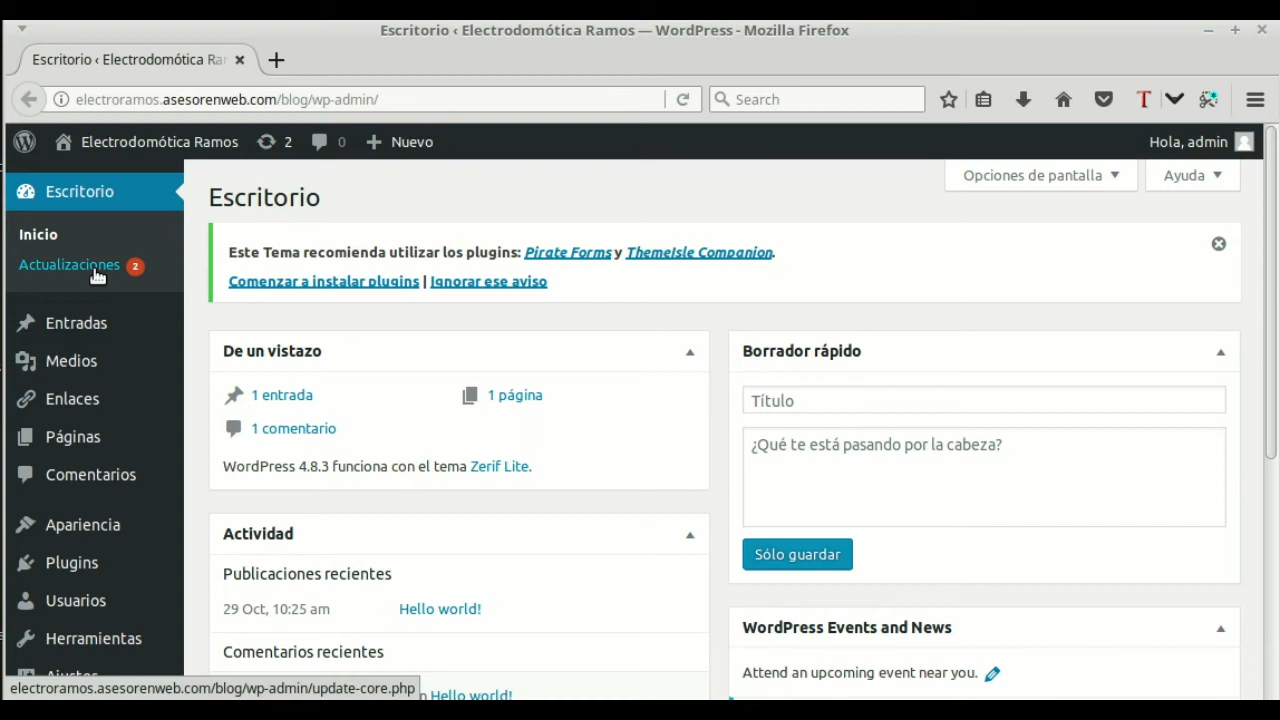 Escritorio ‹ Electrodomótica Ramos — WordPress - Mozilla Firefox
Escritorio ‹ Electrodomótica Ra
electroramos.asesorenweb.com/blog/wp-admin/
Search
Electrodomótica Ramos
2
0
Nuevo
Hola, admin
Escritorio
Inicio
Actualizaciones 2
Entradas
Medios
Enlaces
Páginas
Comentarios
Apariencia
Plugins
Usuarios
Herramientas
Ajustes
Opciones de pantalla
Ayuda
Escritorio
Este Tema recomienda utilizar los plugins: Pirate Forms y ThemeIsle Companion.
Comenzar a instalar plugins | Ignorar ese aviso
De un vistazo
1 entrada
1 página
1 comentario
WordPress 4.8.3 funciona con el tema Zerif Lite.
Actividad
Publicaciones recientes
29 Oct, 10:25 am
Hello world!
Comentarios recientes
n Hello world!
Borrador rápido
Título
¿Qué te está pasando por la cabeza?
Sólo guardar
WordPress Events and News
Attend an upcoming event near you.
electroramos.asesorenweb.com/blog/wp-admin/update-core.php